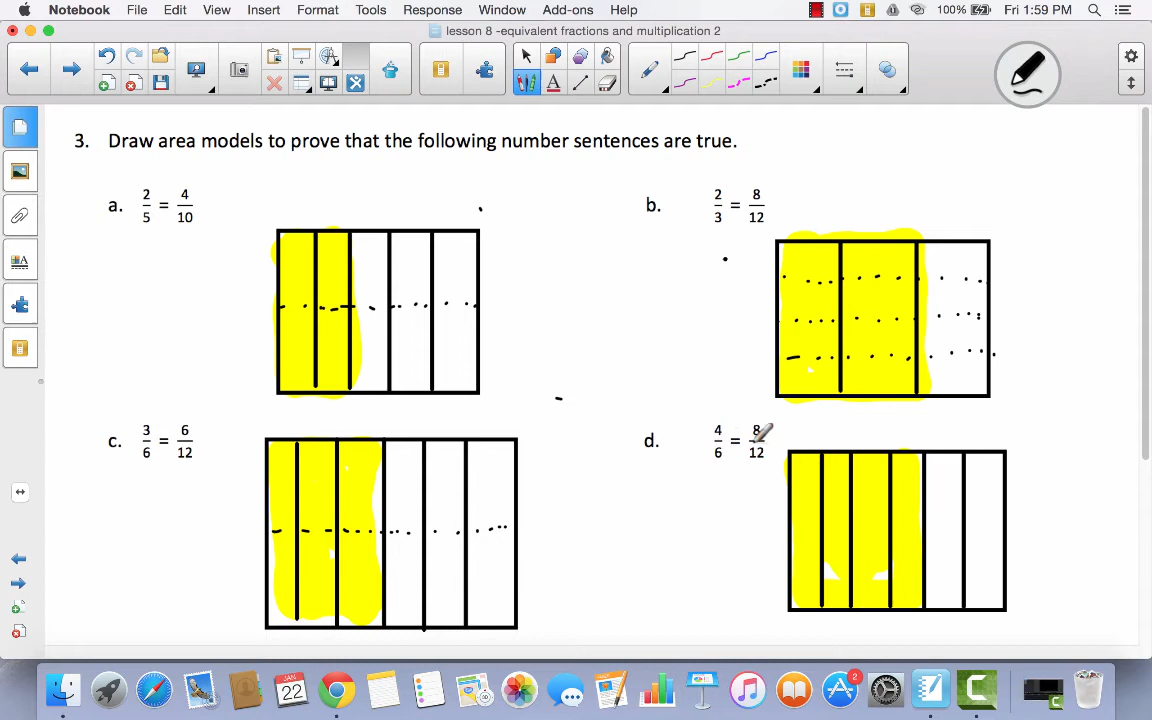 Notebook File Edit View Insert Format Tools Response Window Add-ons Help 100% Fri 1:59 PM
lesson 8 -equivalent fractions and multiplication 2
3. Draw area models to prove that the following number sentences are true.
a. 2/5 = 4/10
b. 2/3 = 8/12
c. 3/6 = 6/12
d. 4/6 = 8/12
JAN
22
2